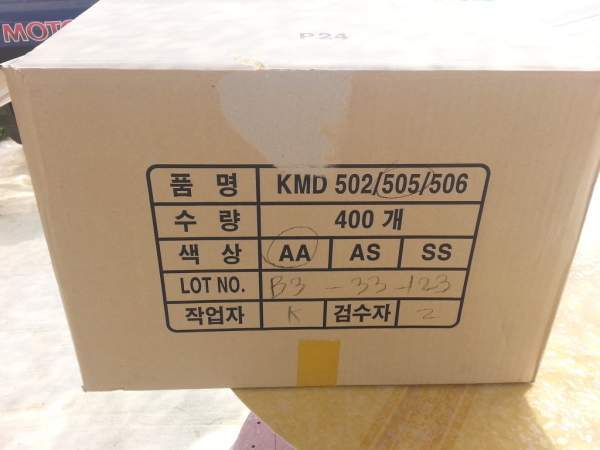 MOTO
P24
품 명 KMD 502/505/506
수 량 400 개
색 상 AA AS SS
LOT NO. B3-33-123
작업자 K 검수자 2